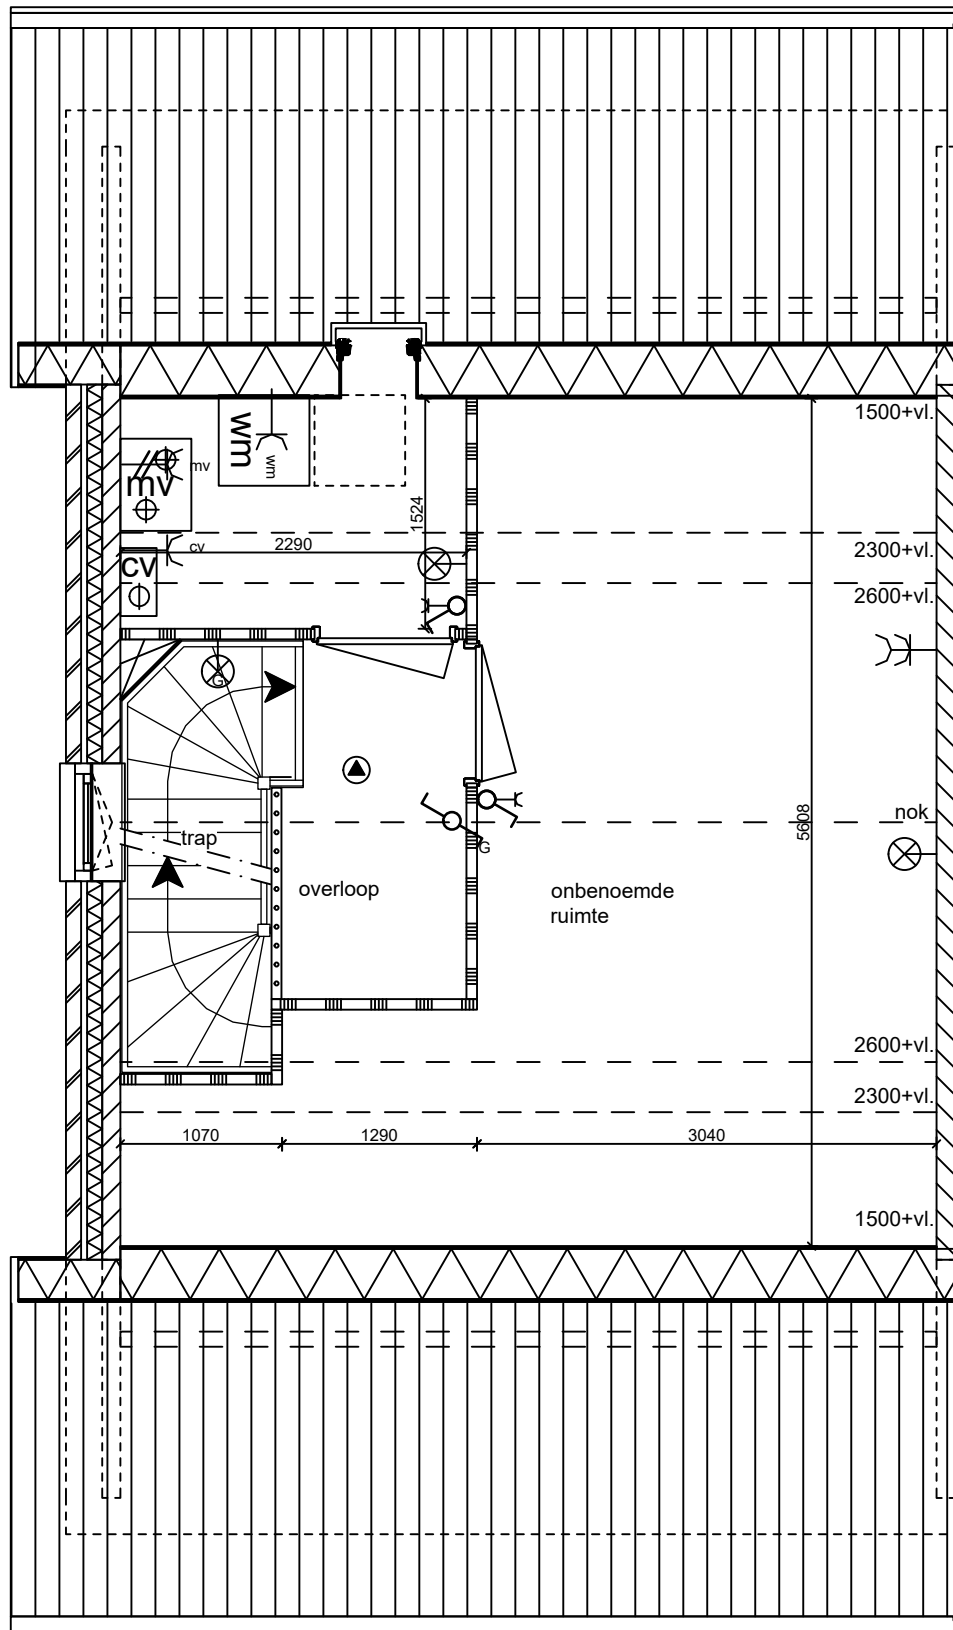 1500+vl.
wm
wm
mv
mv
1524
2290
cv
cv
2300+vl.
2600+vl.
G
nok
5608
trap
G
overloop
onbenoemde
ruimte
2600+vl.
2300+vl.
1070
1290
3040
1500+vl.